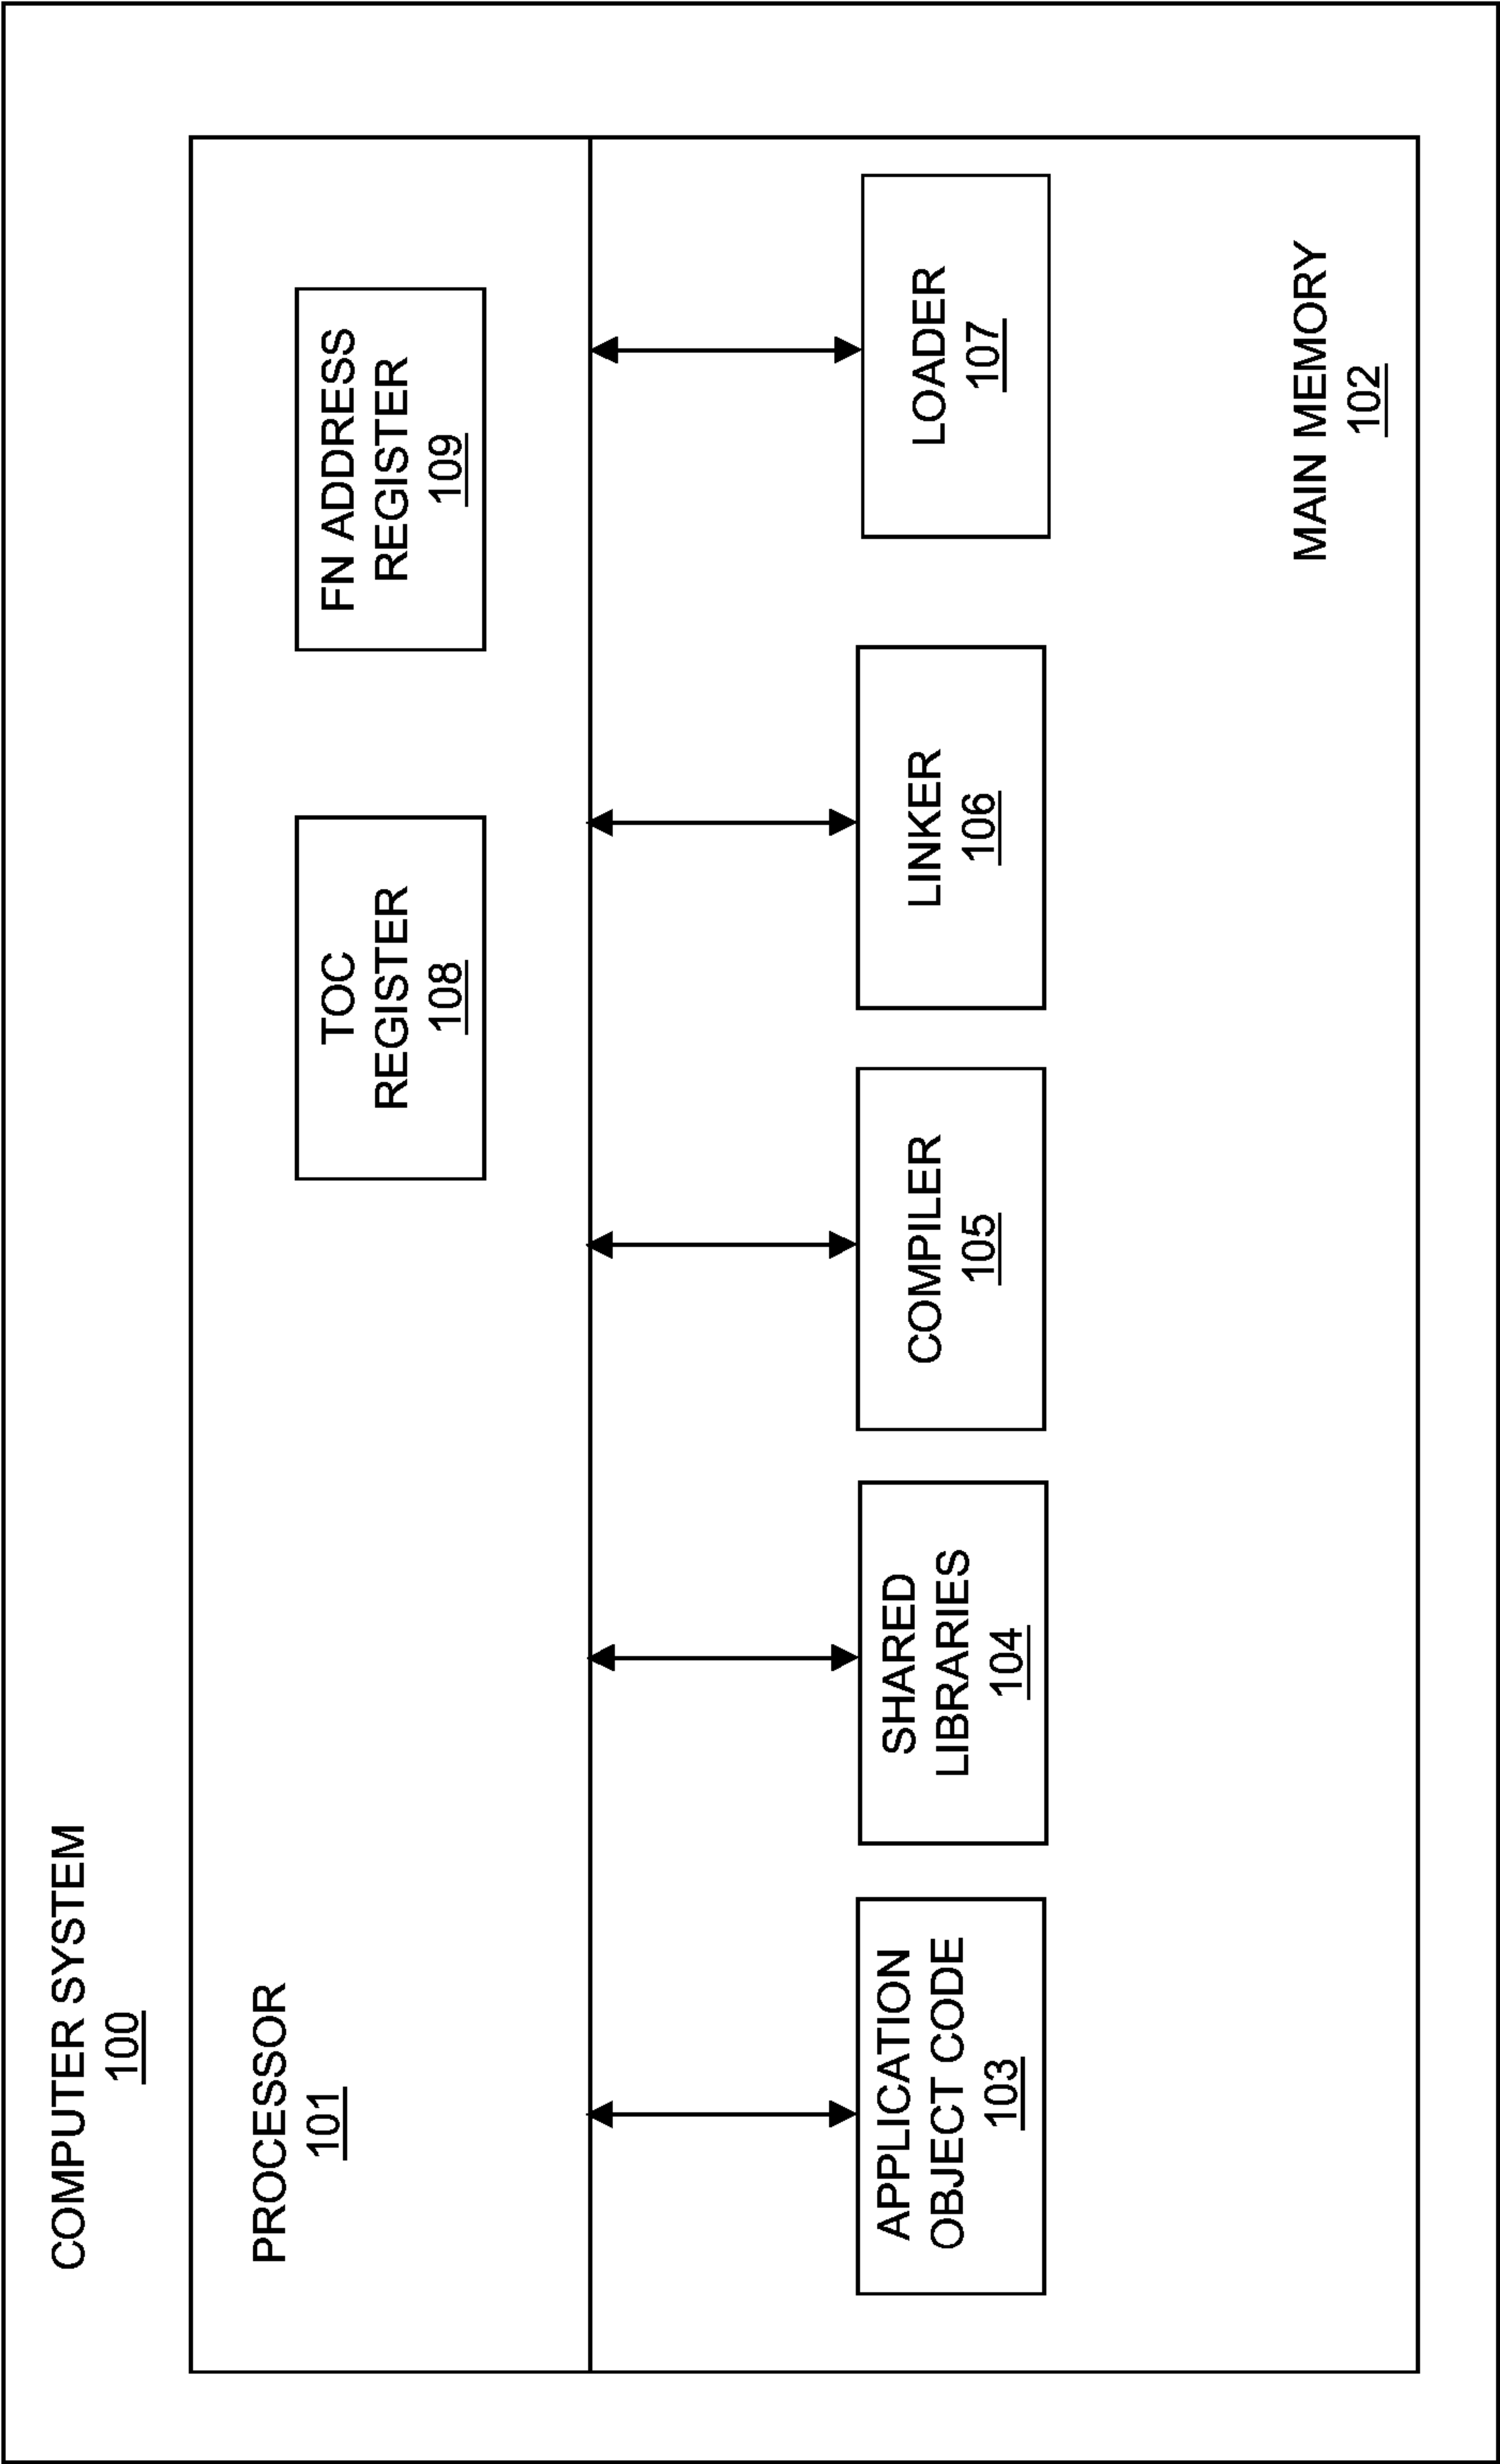 COMPUTER SYSTEM
100
PROCESSOR
101
TOC
REGISTER
108
FN ADDRESS
REGISTER
109
APPLICATION
OBJECT CODE
103
SHARED
LIBRARIES
104
COMPILER
105
LINKER
106
LOADER
107
MAIN MEMORY
102